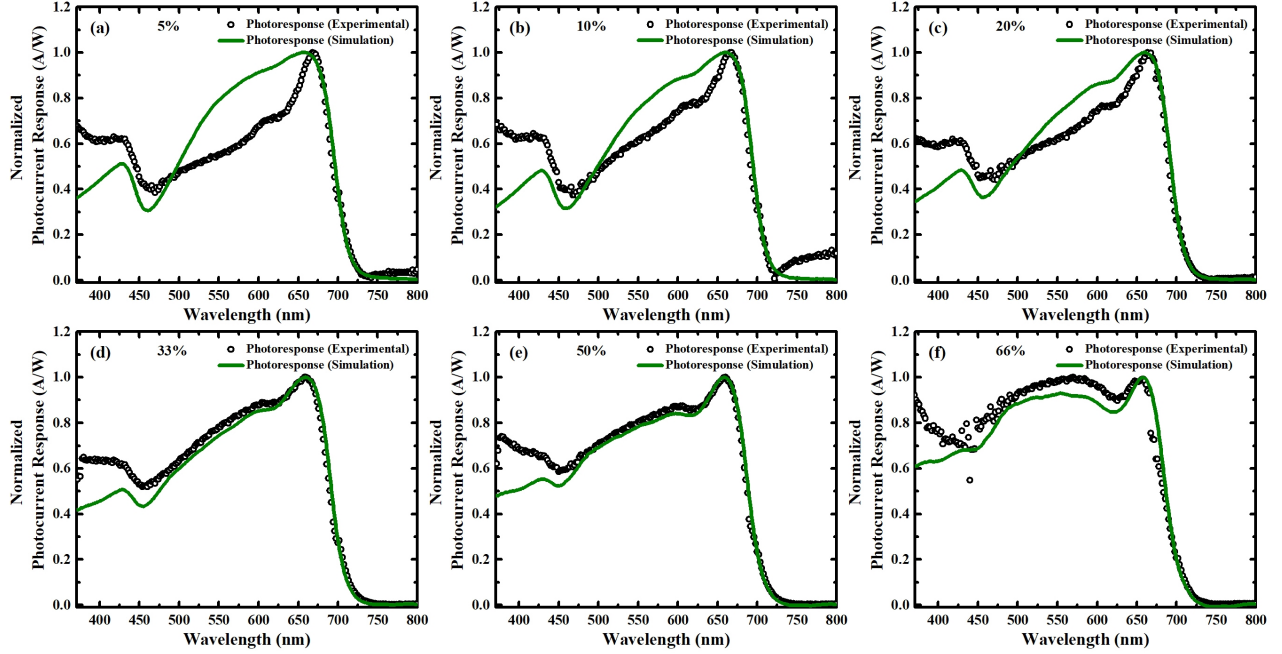 (a) 5% Photoresponse (Experimental)
Photoresponse (Simulation)
Normalized
Photocurrent Response (A/W)
1.2
1.0
0.8
0.6
0.4
0.2
0.0
400 450 500 550 600 650 700 750 800
Wavelength (nm)
(b) 10% Photoresponse (Experimental)
Photoresponse (Simulation)
Normalized
Photocurrent Response (A/W)
1.2
1.0
0.8
0.6
0.4
0.2
0.0
400 450 500 550 600 650 700 750 800
Wavelength (nm)
(c) 20% Photoresponse (Experimental)
Photoresponse (Simulation)
Normalized
Photocurrent Response (A/W)
1.2
1.0
0.8
0.6
0.4
0.2
0.0
400 450 500 550 600 650 700 750 800
Wavelength (nm)
(d) 33% Photoresponse (Experimental)
Photoresponse (Simulation)
Normalized
Photocurrent Response (A/W)
1.2
1.0
0.8
0.6
0.4
0.2
0.0
400 450 500 550 600 650 700 750 800
Wavelength (nm)
(e) 50% Photoresponse (Experimental)
Photoresponse (Simulation)
Normalized
Photocurrent Response (A/W)
1.2
1.0
0.8
0.6
0.4
0.2
0.0
400 450 500 550 600 650 700 750 800
Wavelength (nm)
(f) 66% Photoresponse (Experimental)
Photoresponse (Simulation)
Normalized
Photocurrent Response (A/W)
1.2
1.0
0.8
0.6
0.4
0.2
0.0
400 450 500 550 600 650 700 750 800
Wavelength (nm)